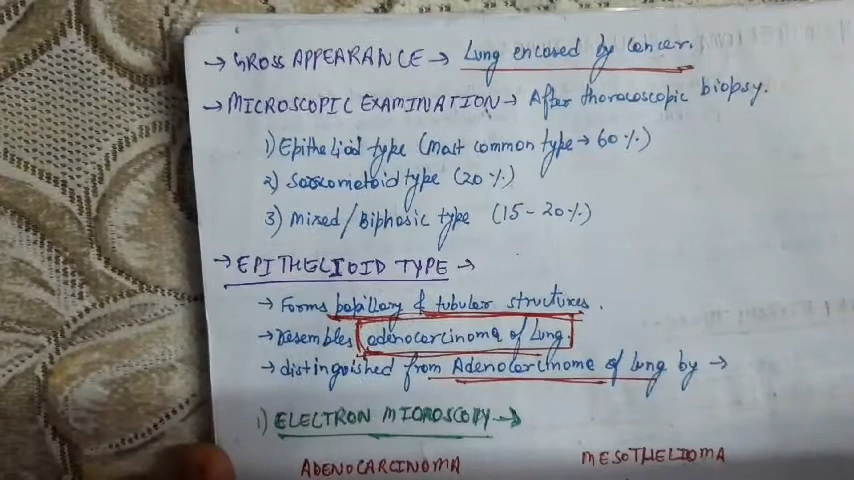 → GROSS APPEARANCE → Lung encased by cancer.
→ MICROSCOPIC EXAMINATION → After thoracoscopic biopsy.
1) Epithelioid type (most common type → 60%)
2) Sarcomatoid type (20%)
3) Mixed/Biphasic type (15-20%)
→ EPITHELIOID TYPE →
→ Forms papillary & tubular structures.
→ resembles adenocarcinoma of Lung.
→ distinguished from Adenocarcinoma of lung by →
1) ELECTRON MICROSCOPY →
ADENOCARCINOMA MESOTHELIOMA